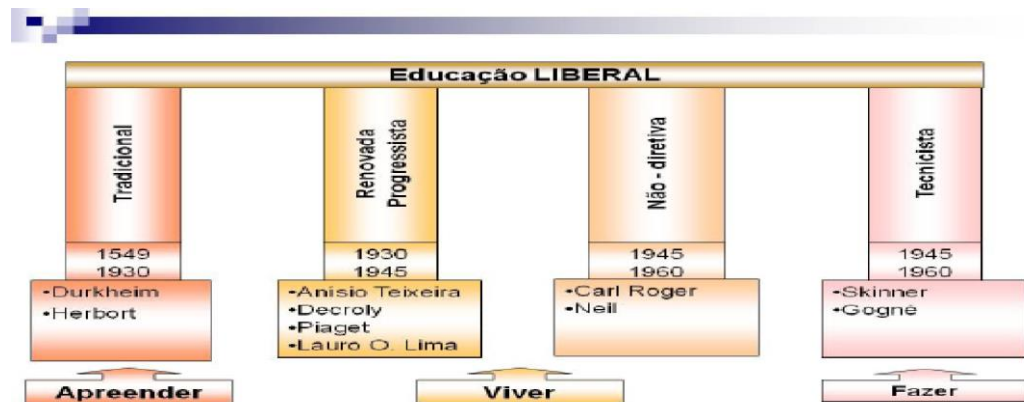 Educação LIBERAL
Tradicional
1549
1930
•Durkheim
•Herbort
Apreender
Renovada
Progressista
1930
1945
•Anisio Teixeira
•Decroly
•Piaget
•Lauro O. Lima
Não - diretiva
1945
1960
•Carl Roger
•Neil
Viver
Tecnicista
1945
1960
•Skinner
•Gogné
Fazer